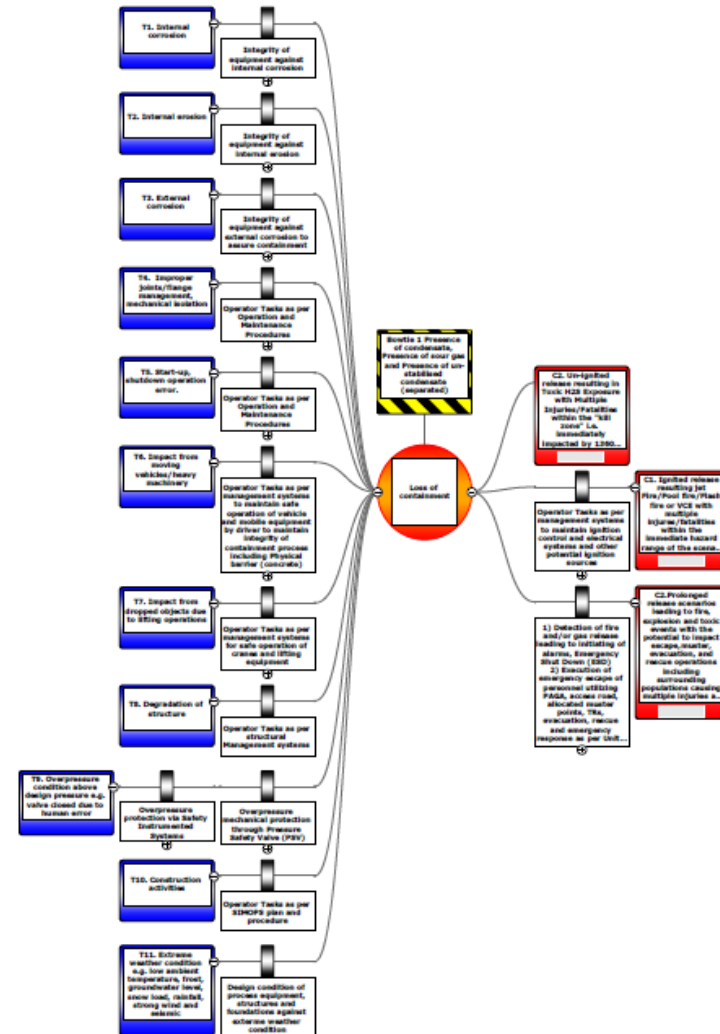 T1. Internal
corrosion
Integrity of
equipment against
internal corrosion
T2. Internal erosion
Integrity of
equipment against
internal erosion
T3. External
corrosion
Integrity of
equipment against
external corrosion to
assure containment
T4. Improper
joints/flange
management,
mechanical isolation
Operator Tasks as per
Operation and
Maintenance
Procedures
T5. Start-up,
shutdown operation
error.
Operator Tasks as per
Operation and
Maintenance
Procedures
T6. Impact from
moving
vehicles/heavy
machinery
Operator Tasks as per
management systems
to maintain safe
operation of vehicle
and mobile equipment
by driver to maintain
integrity of
containment process
including Physical
barrier (concrete)
T7. Impact from
dropped objects due
to lifting operations
Operator Tasks as per
management systems
for safe operation of
cranes and lifting
equipment
T8. Degradation of
structure
Operator Tasks as per
structural
Management systems
T9. Overpressure
condition above
design pressure e.g.
valve closed due to
human error
Overpressure
protection via Safety
Instrumented
Systems
Overpressure
mechanical protection
through Pressure
Safety Valve (PSV)
T10. Construction
activities
Operator Tasks as per
SIMOPS plan and
procedure
T11. Extreme
weather condition
e.g. low ambient
temperature, frost,
groundwater level,
snow load, rainfall,
strong wind and
seismic
Design condition of
process equipment,
structures and
foundations against
exterme weather
condition
Bowtie 1 Presence
of condensate,
Presence of sour gas
and Presence of un-
stabilised
condensate
(separated)
Loss of
containment
C2. Un-ignited
release resulting in
Toxic H2S Exposure
with Multiple
Injuries/Fatalities
within the "kill
zone" i.e.
immediately
impacted by 1360...
Operator Tasks as per
management systems
to maintain ignition
control and electrical
systems and other
potential ignition
sources
C1. Ignited release
resulting jet
Fire/Pool fire/Flash
fire or VCE with
multiple
injures/fatalities
within the
immediate hazard
range of the scena...
1) Detection of fire
and/or gas release
leading to initiating of
alarms, Emergency
Shut Down (ESD)
2) Execution of
emergency escape of
personnel utilizing
PAGA, access road,
allocated muster
points, TRs,
evacuation, rescue
and emergency
response as per Unit...
C2.Prolonged
release scenarios
leading to fire,
explosion and toxic
events with the
potential to impact
escape,muster,
evacuation, and
rescue operations
including
surrounding
populations causing
multiple injuries a...